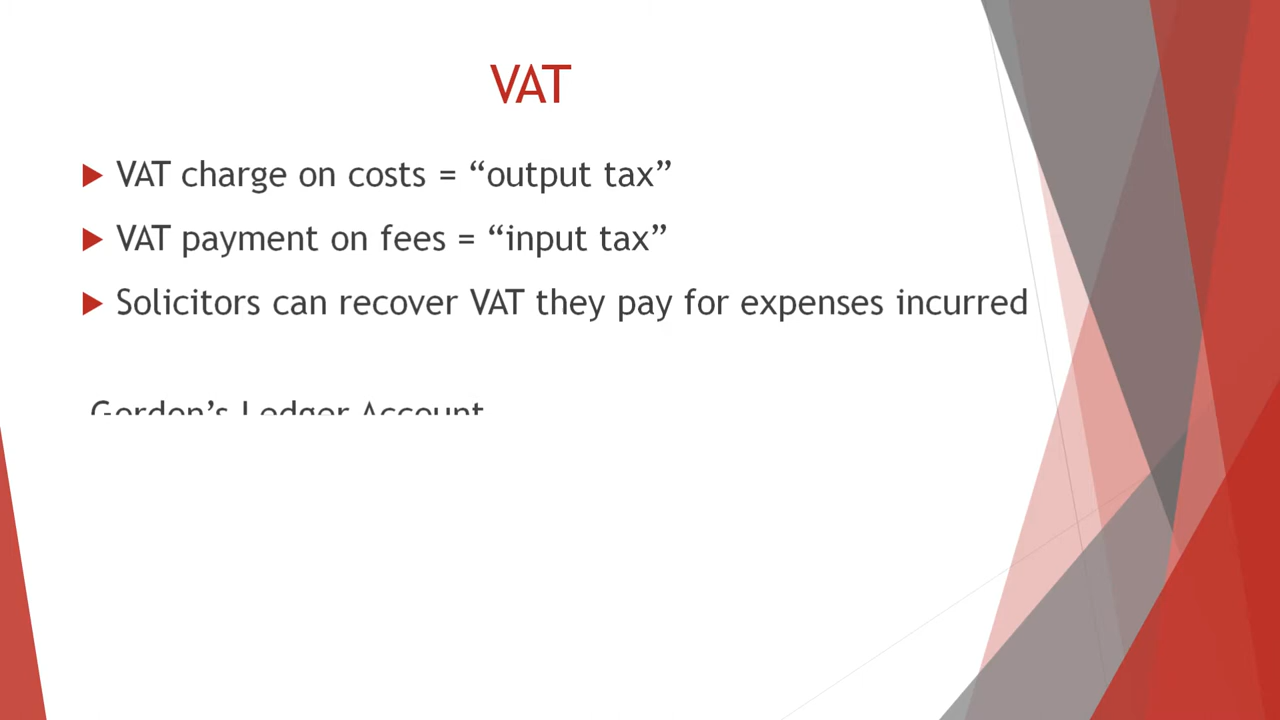 VAT
VAT charge on costs = “output tax”
VAT payment on fees = “input tax”
Solicitors can recover VAT they pay for expenses incurred
Gordon’s Ledger Account